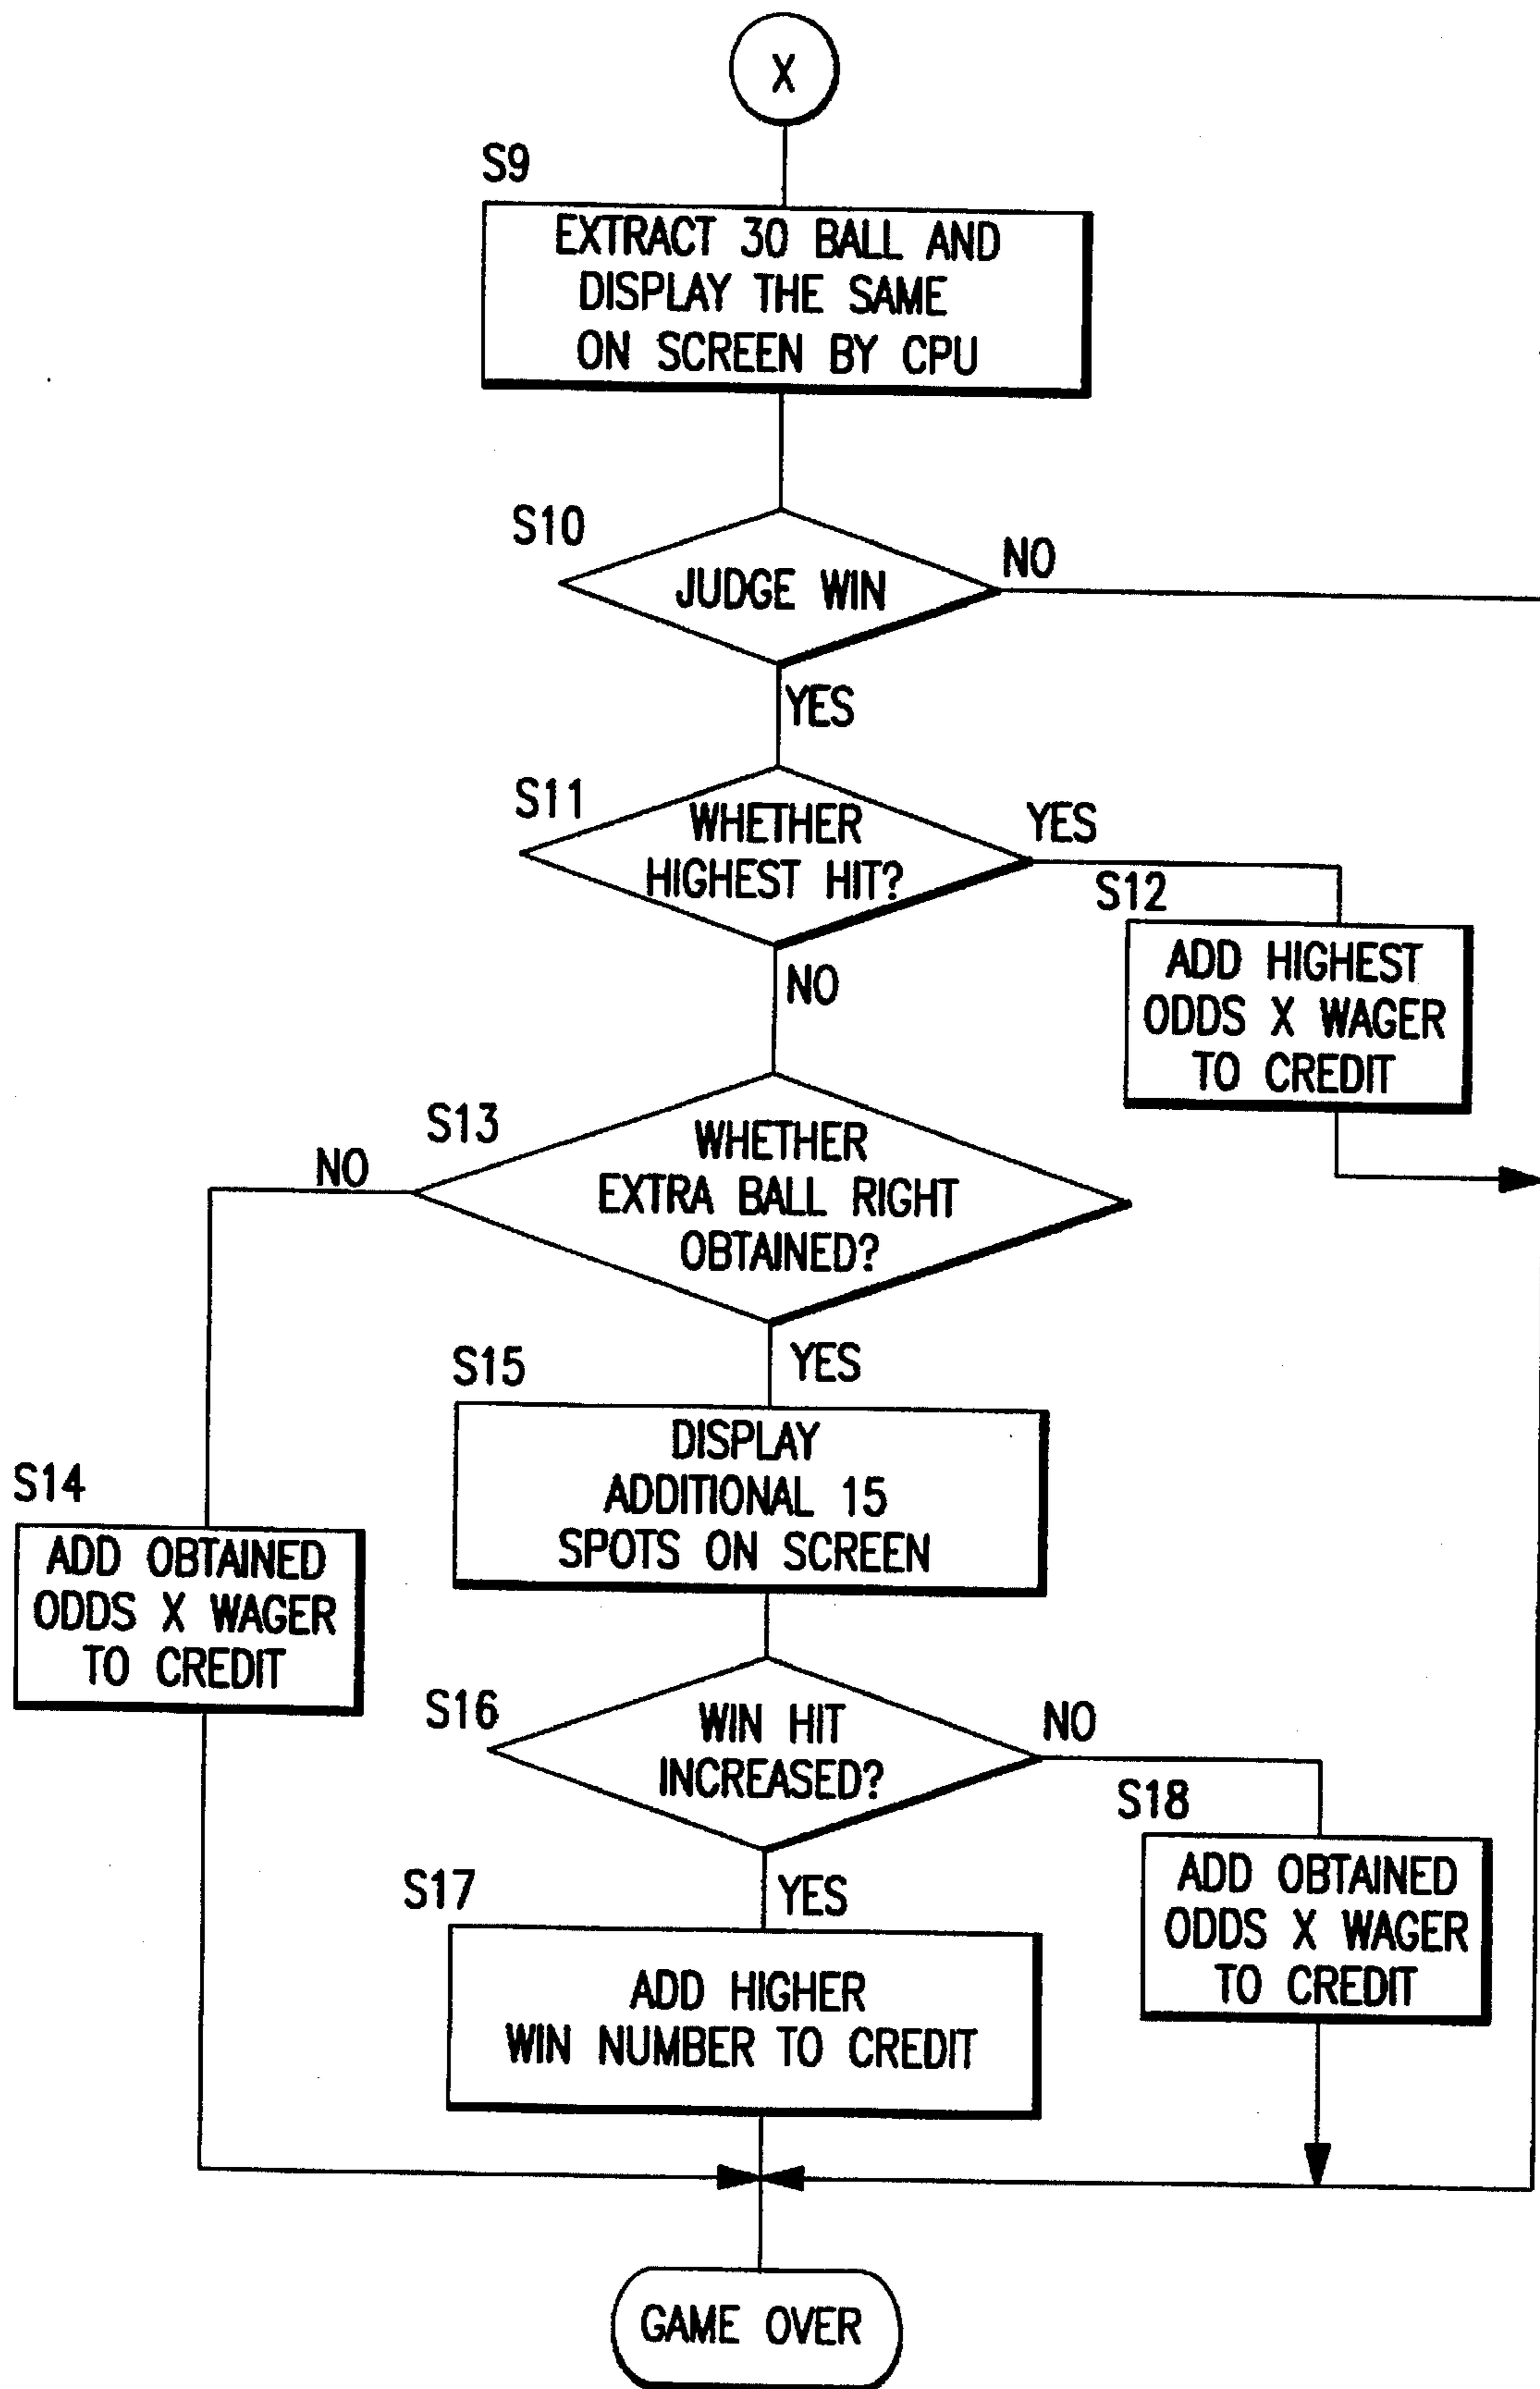 X
S9
EXTRACT 30 BALL AND
DISPLAY THE SAME
ON SCREEN BY CPU
S10
JUDGE WIN
NO
YES
S11
WHETHER
HIGHEST HIT?
YES
NO
S12
ADD HIGHEST
ODDS X WAGER
TO CREDIT
S13
WHETHER
EXTRA BALL RIGHT
OBTAINED?
NO
YES
S14
ADD OBTAINED
ODDS X WAGER
TO CREDIT
S15
DISPLAY
ADDITIONAL 15
SPOTS ON SCREEN
S16
WIN HIT
INCREASED?
NO
YES
S17
ADD HIGHER
WIN NUMBER TO CREDIT
S18
ADD OBTAINED
ODDS X WAGER
TO CREDIT
GAME OVER